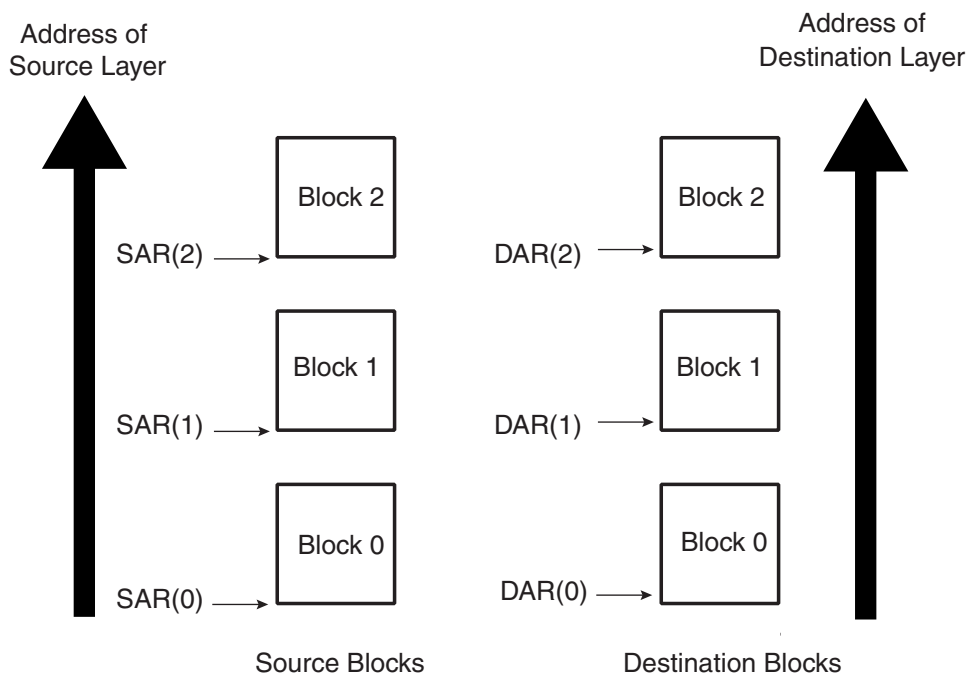 Address of
Source Layer
Address of
Destination Layer
Block 2
Block 2
SAR(2)
DAR(2)
Block 1
Block 1
SAR(1)
DAR(1)
Block 0
Block 0
SAR(0)
DAR(0)
Source Blocks
Destination Blocks